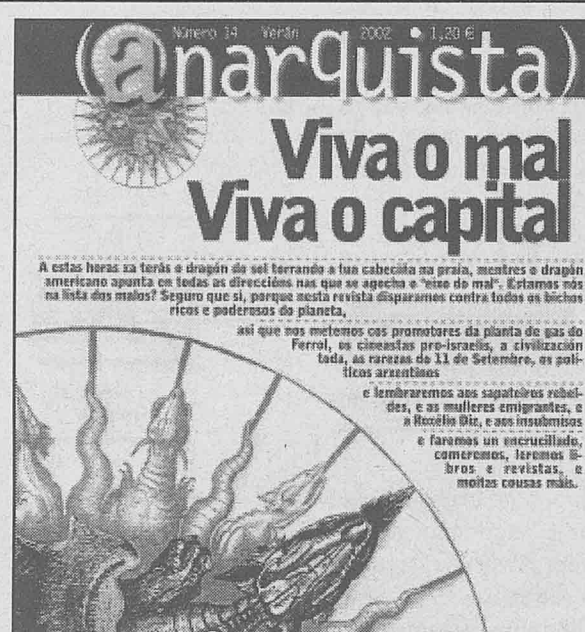 Número 14 Verán 2002 ● 1,20 €
(anarquista)
Viva o mal
Viva o capital
A estas horas xa terás o dragón do sol torrando a túa cabeciña na praia, mentres o dragón
americano apunta en todas as direccións nas que se agocha o "eixo do mal". Estamos nós
na lista dos malos? Seguro que si, porque nesta revista disparamos contra todos os bichos
ricos e poderosos do planeta,
así que nos metemos cos promotores da planta de gas de
Ferrol, os cineastas pro-israelís, a civilización
toda, as rarezas do 11 de Setembro, os polí-
ticos arxentinos
e lembraremos aos sapateiros rebel-
des, e as mulleres emigrantes, e
a Roxélio Diz, e aos insubmisos
e faremos un encrucillado,
comeremos, leremos li-
bros e revistas, e
moitas cousas máis.